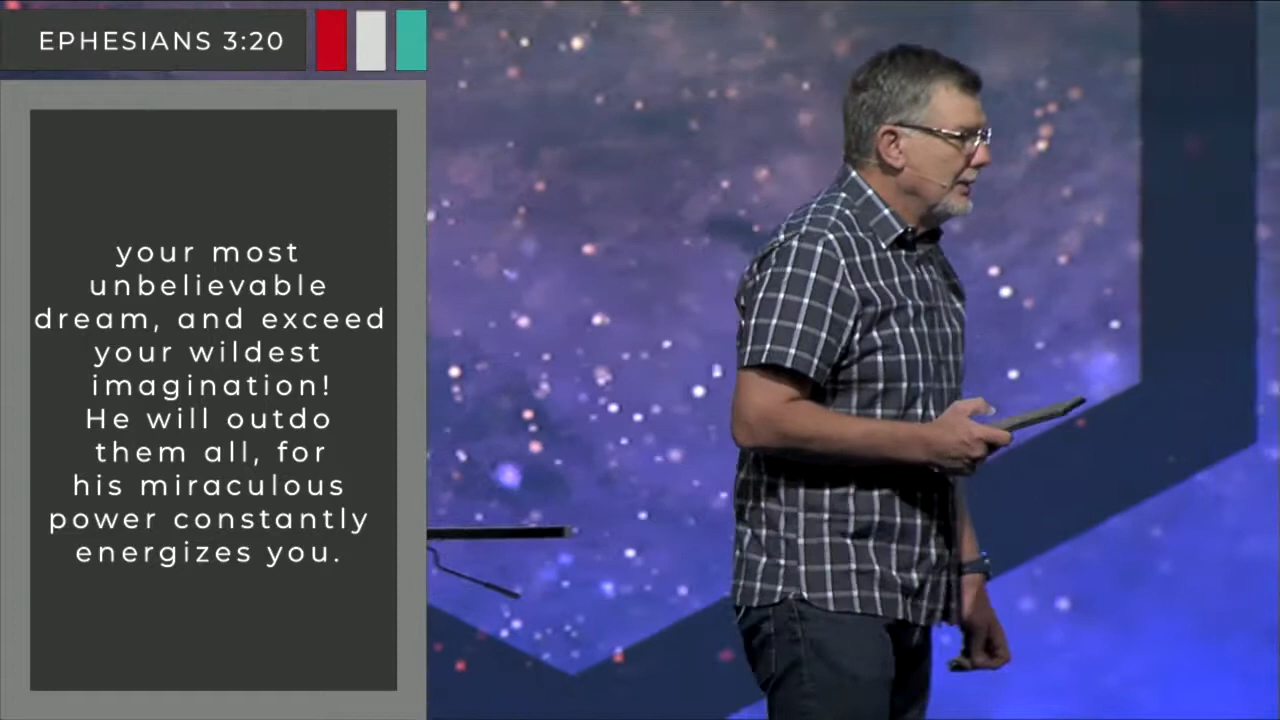 EPHESIANS 3:20
your most
unbelievable
dream, and exceed
your wildest
imagination!
He will outdo
them all, for
his miraculous
power constantly
energizes you.